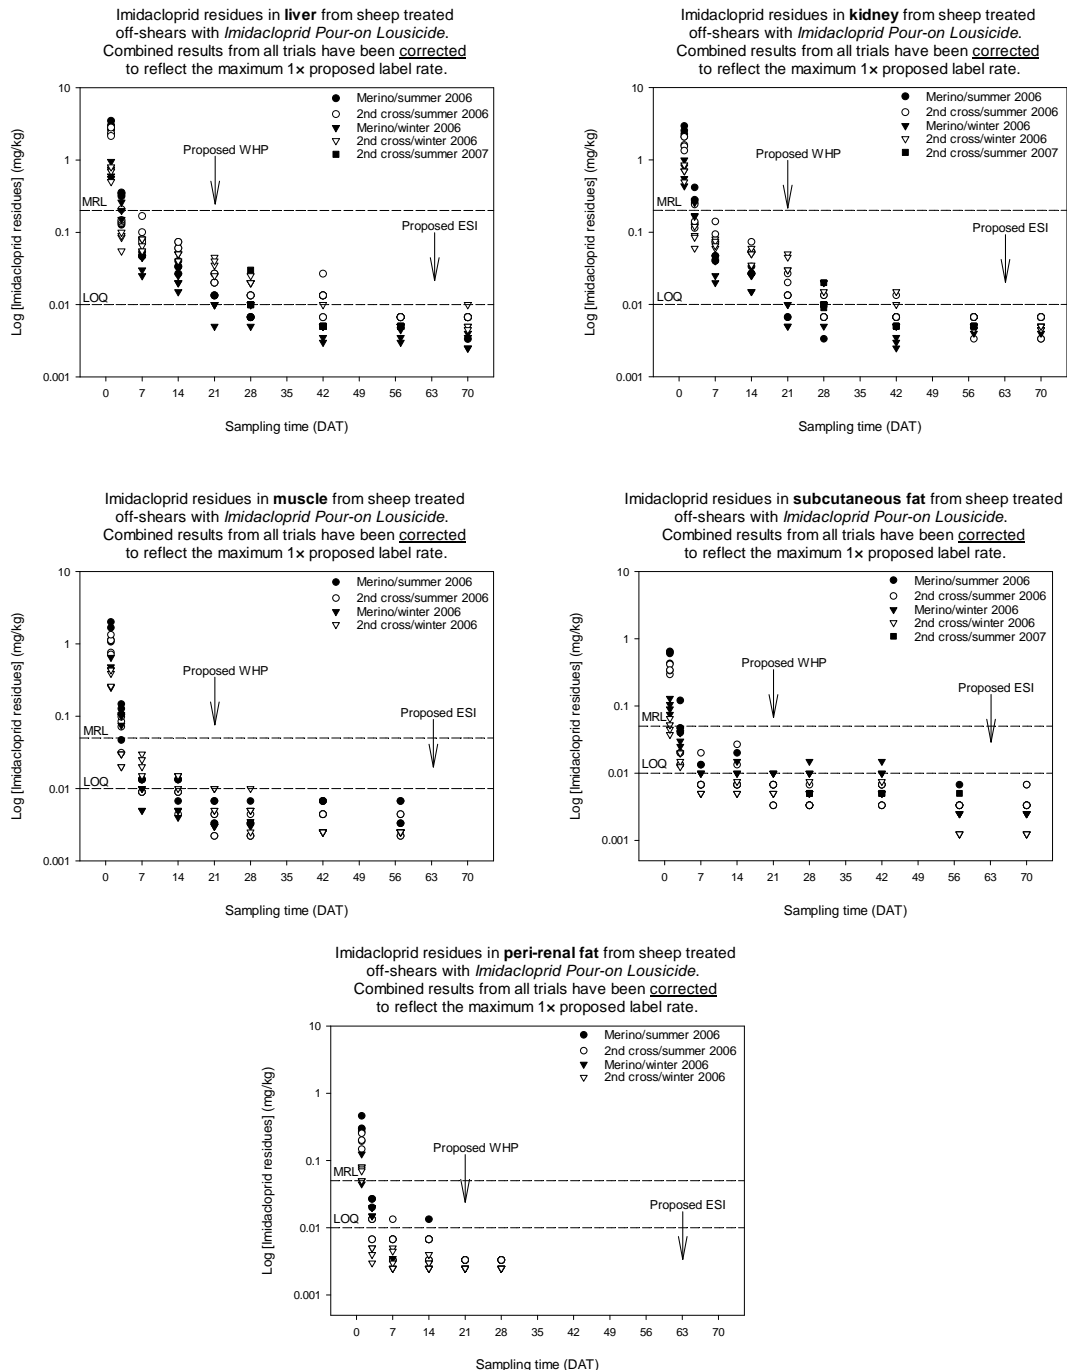 Imidacloprid residues in liver from sheep treated
off-shears with Imidacloprid Pour-on Lousicide.
Combined results from all trials have been corrected
to reflect the maximum 1× proposed label rate.
Log [Imidacloprid residues] (mg/kg)
10
1
0.1
0.01
0.001
Merino/summer 2006
2nd cross/summer 2006
Merino/winter 2006
2nd cross/winter 2006
2nd cross/summer 2007
Proposed WHP
MRL
Proposed ESI
LOQ
0 7 14 21 28 35 42 49 56 63 70
Sampling time (DAT)
Imidacloprid residues in kidney from sheep treated
off-shears with Imidacloprid Pour-on Lousicide.
Combined results from all trials have been corrected
to reflect the maximum 1× proposed label rate.
Log [Imidacloprid residues] (mg/kg)
10
1
0.1
0.01
0.001
Merino/summer 2006
2nd cross/summer 2006
Merino/winter 2006
2nd cross/winter 2006
2nd cross/summer 2007
Proposed WHP
MRL
Proposed ESI
LOQ
0 7 14 21 28 35 42 49 56 63 70
Sampling time (DAT)
Imidacloprid residues in muscle from sheep treated
off-shears with Imidacloprid Pour-on Lousicide.
Combined results from all trials have been corrected
to reflect the maximum 1× proposed label rate.
Log [Imidacloprid residues] (mg/kg)
10
1
0.1
0.01
0.001
Merino/summer 2006
2nd cross/summer 2006
Merino/winter 2006
2nd cross/winter 2006
Proposed WHP
Proposed ESI
MRL
LOQ
0 7 14 21 28 35 42 49 56 63 70
Sampling time (DAT)
Imidacloprid residues in subcutaneous fat from sheep treated
off-shears with Imidacloprid Pour-on Lousicide.
Combined results from all trials have been corrected
to reflect the maximum 1× proposed label rate.
Log [Imidacloprid residues] (mg/kg)
10
1
0.1
0.01
0.001
Merino/summer 2006
2nd cross/summer 2006
Merino/winter 2006
2nd cross/winter 2006
2nd cross/summer 2007
Proposed WHP
Proposed ESI
MRL
LOQ
0 7 14 21 28 35 42 49 56 63 70
Sampling time (DAT)
Imidacloprid residues in peri-renal fat from sheep treated
off-shears with Imidacloprid Pour-on Lousicide.
Combined results from all trials have been corrected
to reflect the maximum 1× proposed label rate.
Log [Imidacloprid residues] (mg/kg)
10
1
0.1
0.01
0.001
Merino/summer 2006
2nd cross/summer 2006
Merino/winter 2006
2nd cross/winter 2006
Proposed WHP
MRL
Proposed ESI
LOQ
0 7 14 21 28 35 42 49 56 63 70
Sampling time (DAT)